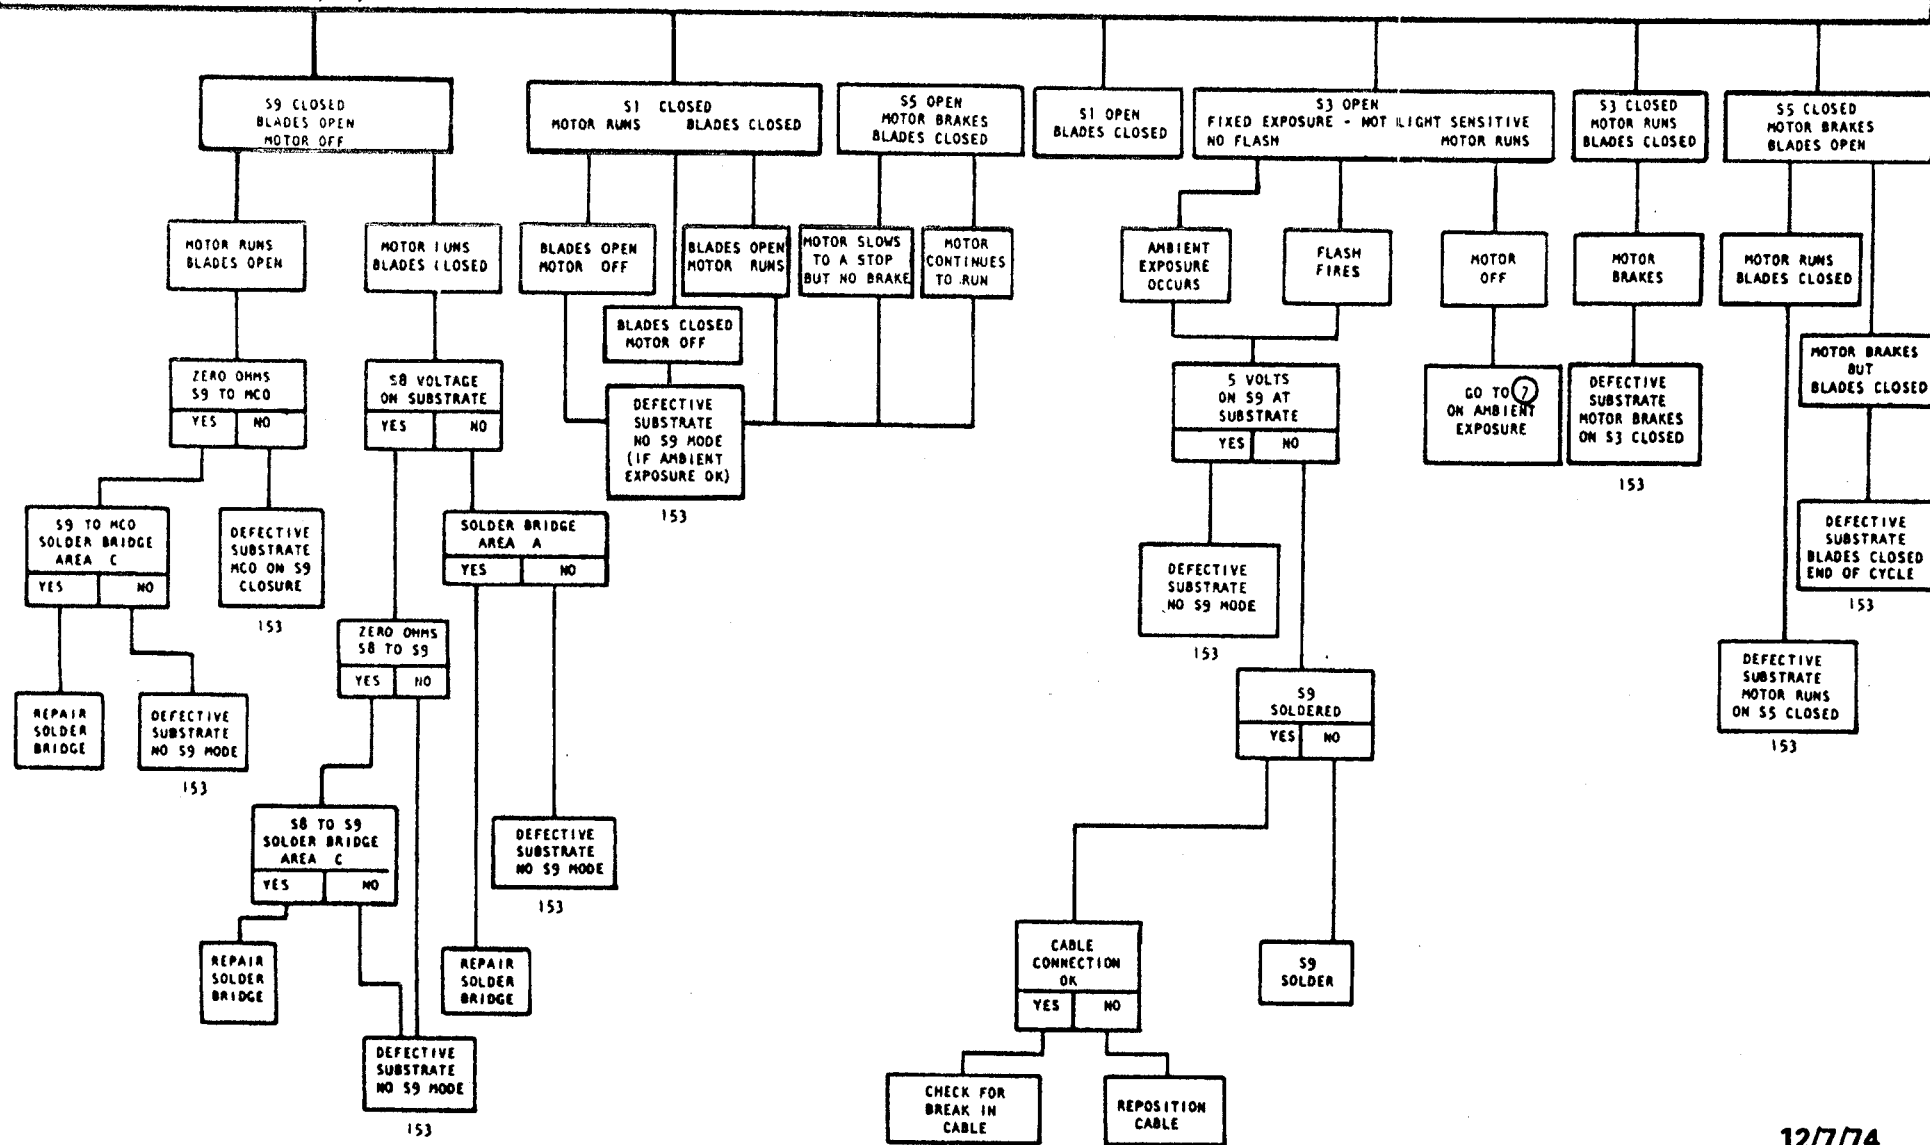 S9 CLOSED
BLADES OPEN
MOTOR OFF
S1 CLOSED
MOTOR RUNS BLADES CLOSED
S5 OPEN
MOTOR BRAKES
BLADES CLOSED
S1 OPEN
BLADES CLOSED
S3 OPEN
FIXED EXPOSURE - NOT LIGHT SENSITIVE
NO FLASH MOTOR RUNS
S3 CLOSED
MOTOR RUNS
BLADES CLOSED
S5 CLOSED
MOTOR BRAKES
BLADES OPEN
MOTOR RUNS
BLADES OPEN
MOTOR RUNS
BLADES CLOSED
BLADES OPEN
MOTOR OFF
BLADES OPEN
MOTOR RUNS
MOTOR SLOWS
TO A STOP
BUT NO BRAKE
MOTOR
CONTINUES
TO RUN
AMBIENT
EXPOSURE
OCCURS
FLASH
FIRES
MOTOR
OFF
MOTOR
BRAKES
MOTOR RUNS
BLADES CLOSED
BLADES CLOSED
MOTOR OFF
MOTOR BRAKES
BUT
BLADES CLOSED
ZERO OHMS
S9 TO MCO
YES NO
S8 VOLTAGE
ON SUBSTRATE
YES NO
DEFECTIVE
SUBSTRATE
NO S9 MODE
(IF AMBIENT
EXPOSURE OK)
153
5 VOLTS
ON S9 AT
SUBSTRATE
YES NO
GO TO 7
ON AMBIENT
EXPOSURE
DEFECTIVE
SUBSTRATE
MOTOR BRAKES
ON S3 CLOSED
153
S9 TO MCO
SOLDER BRIDGE
AREA C
YES NO
DEFECTIVE
SUBSTRATE
MCO ON S9
CLOSURE
153
SOLDER BRIDGE
AREA A
YES NO
DEFECTIVE
SUBSTRATE
NO S9 MODE
153
DEFECTIVE
SUBSTRATE
BLADES CLOSED
END OF CYCLE
153
ZERO OHMS
S8 TO S9
YES NO
DEFECTIVE
SUBSTRATE
MOTOR RUNS
ON S5 CLOSED
153
REPAIR
SOLDER
BRIDGE
DEFECTIVE
SUBSTRATE
NO S9 MODE
153
S9
SOLDERED
YES NO
S8 TO S9
SOLDER BRIDGE
AREA C
YES NO
DEFECTIVE
SUBSTRATE
NO S9 MODE
153
REPAIR
SOLDER
BRIDGE
REPAIR
SOLDER
BRIDGE
CABLE
CONNECTION
OK
YES NO
S9
SOLDER
DEFECTIVE
SUBSTRATE
NO S9 MODE
153
CHECK FOR
BREAK IN
CABLE
REPOSITION
CABLE
12/7/74